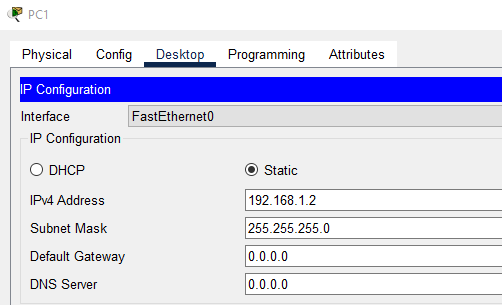 PC1
Physical Config Desktop Programming Attributes
IP Configuration
Interface FastEthernet0
IP Configuration
DHCP Static
IPv4 Address 192.168.1.2
Subnet Mask 255.255.255.0
Default Gateway 0.0.0.0
DNS Server 0.0.0.0